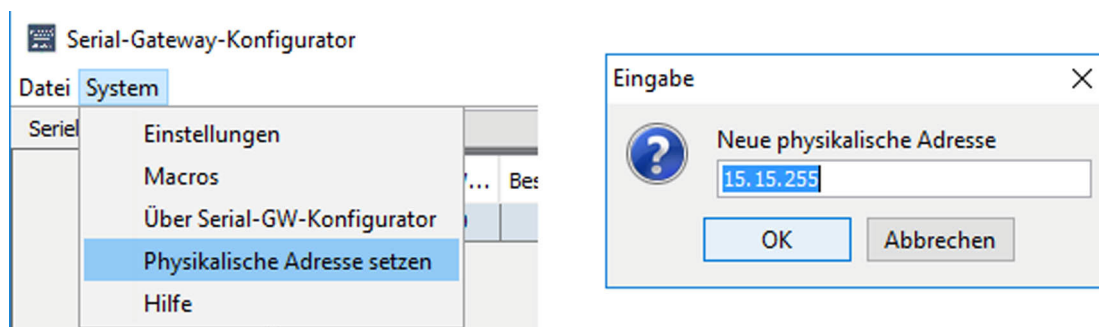 Serial-Gateway-Konfigurator
Datei System
Einstellungen
Macros
Über Serial-GW-Konfigurator
Physikalische Adresse setzen
Hilfe
Eingabe
Neue physikalische Adresse
15.15.255
OK Abbrechen